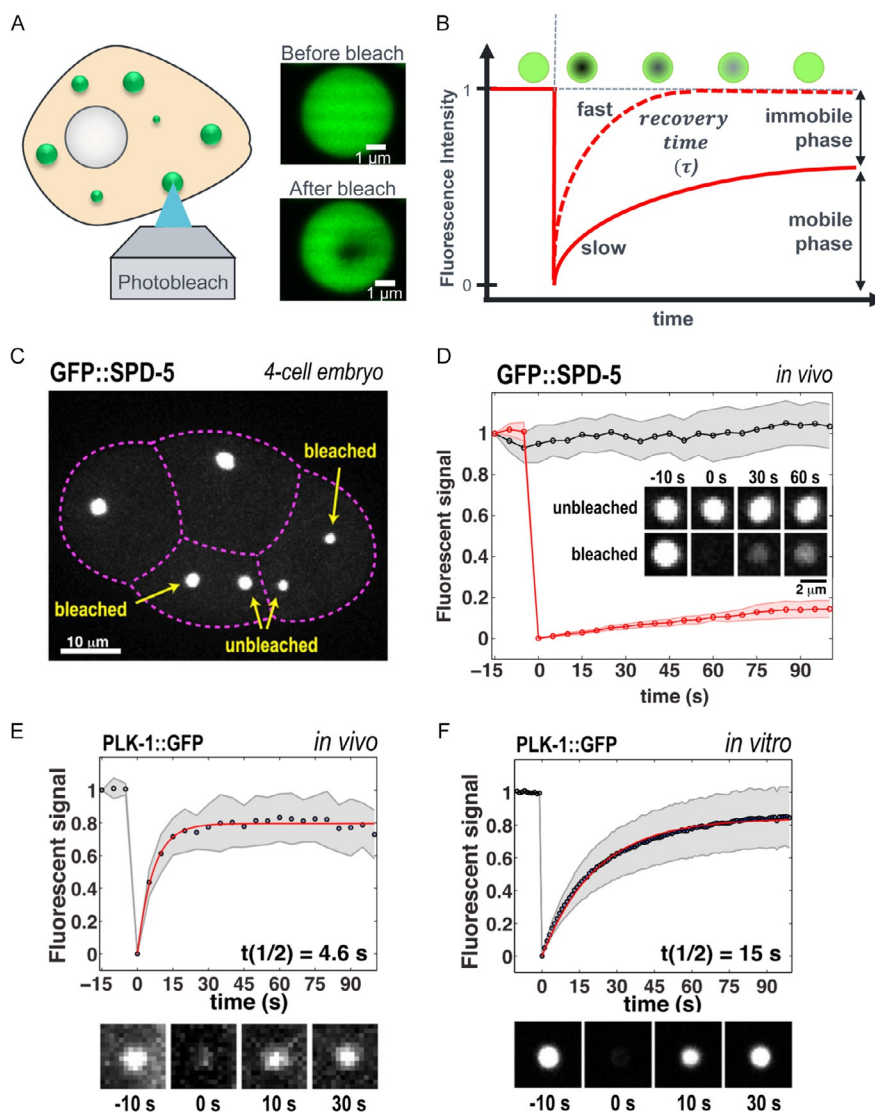 A
Before bleach
1 μm
After bleach
1 μm
Photobleach
B
Fluorescence Intensity
1
0
fast
recovery
time
(τ)
slow
immobile
phase
mobile
phase
time
C
GFP::SPD-5
4-cell embryo
bleached
bleached
unbleached
10 μm
D
GFP::SPD-5
in vivo
Fluorescent signal
1
0.8
0.6
0.4
0.2
0
-10 s 0 s 30 s 60 s
unbleached
bleached
2 μm
−15 0 15 30 45 60 75 90
time (s)
E
PLK-1::GFP
in vivo
Fluorescent signal
1
0.8
0.6
0.4
0.2
0
t(1/2) = 4.6 s
−15 0 15 30 45 60 75 90
time (s)
-10 s 0 s 10 s 30 s
F
PLK-1::GFP
in vitro
Fluorescent signal
1
0.8
0.6
0.4
0.2
0
t(1/2) = 15 s
0 15 30 45 60 75 90
time (s)
-10 s 0 s 10 s 30 s